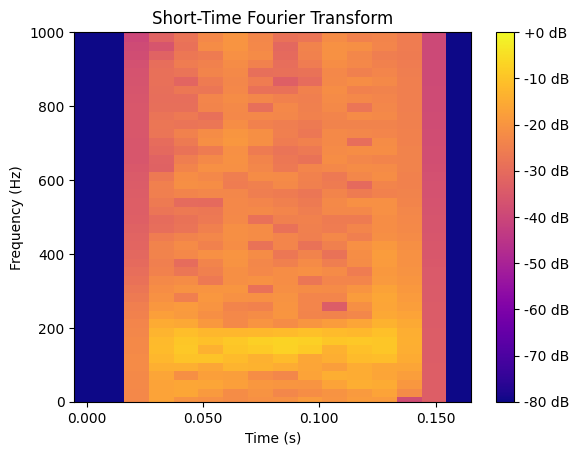 Short-Time Fourier Transform
1000
800
600
400
200
0
Frequency (Hz)
0.000
0.050
0.100
0.150
Time (s)
+0 dB
-10 dB
-20 dB
-30 dB
-40 dB
-50 dB
-60 dB
-70 dB
-80 dB